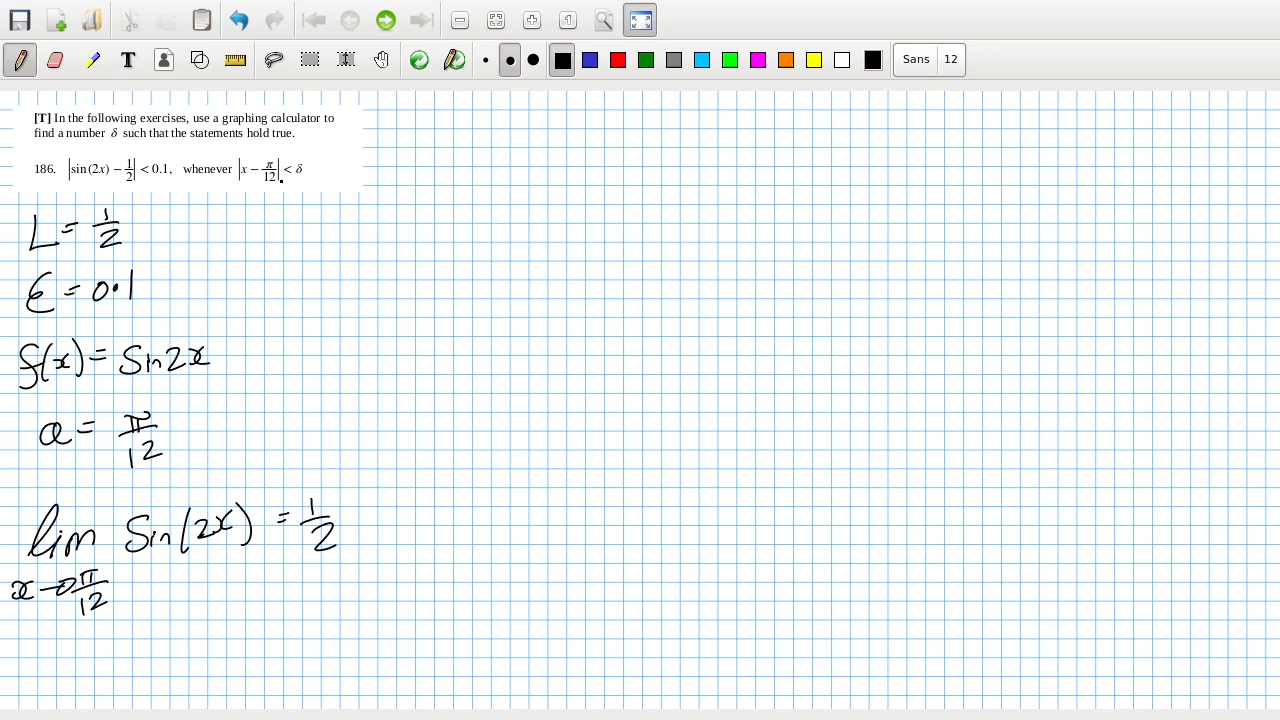 Sans 12
[T] In the following exercises, use a graphing calculator to
find a number δ such that the statements hold true.
186. |sin(2x) − 1/2| < 0.1, whenever |x − π/12| < δ
L = 1/2
ε = 0.1
f(x) = Sin2x
a = π/12
lim Sin(2x) = 1/2
x→π/12